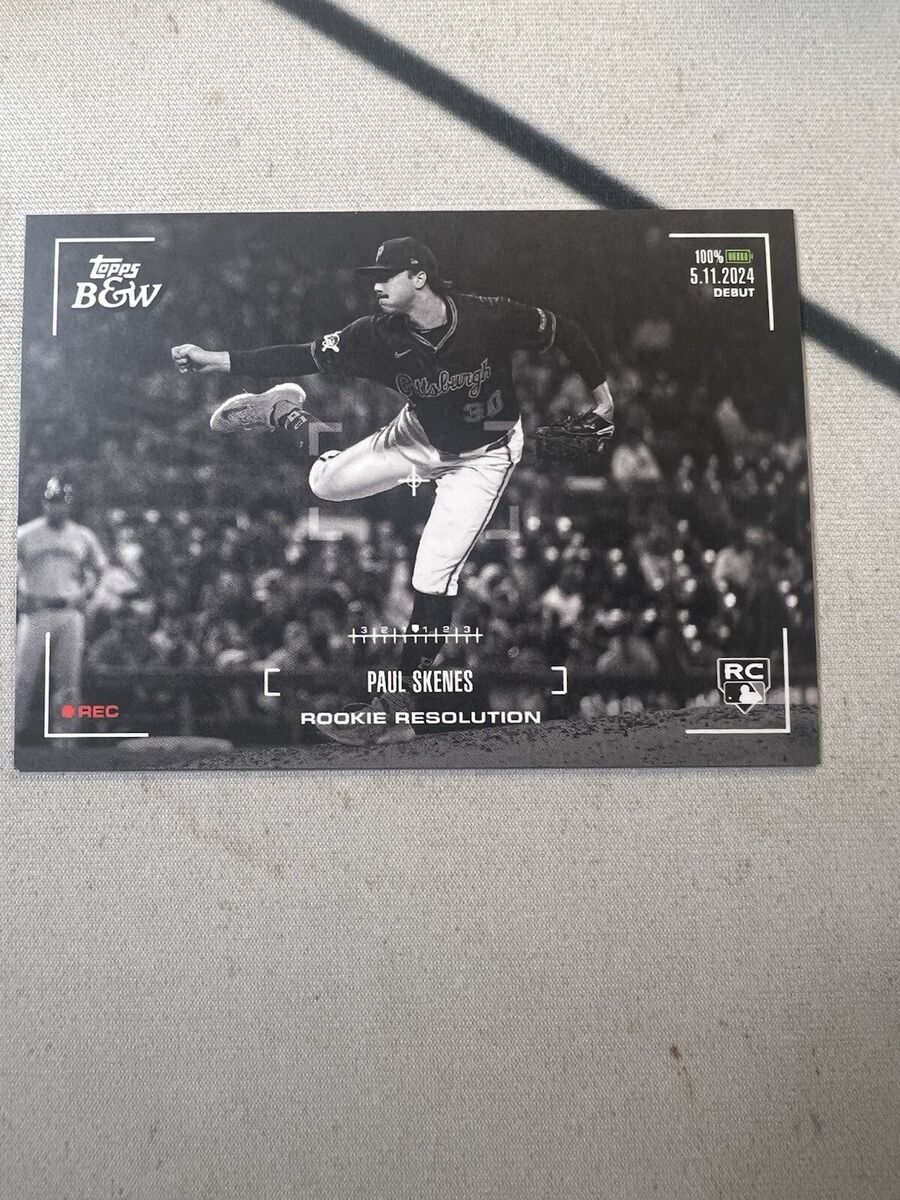 Topps
B&W
100%
5.11.2024
DEBUT
Pittsburgh
30
3 2 1 1 2 3
PAUL SKENES
RC
REC
ROOKIE RESOLUTION